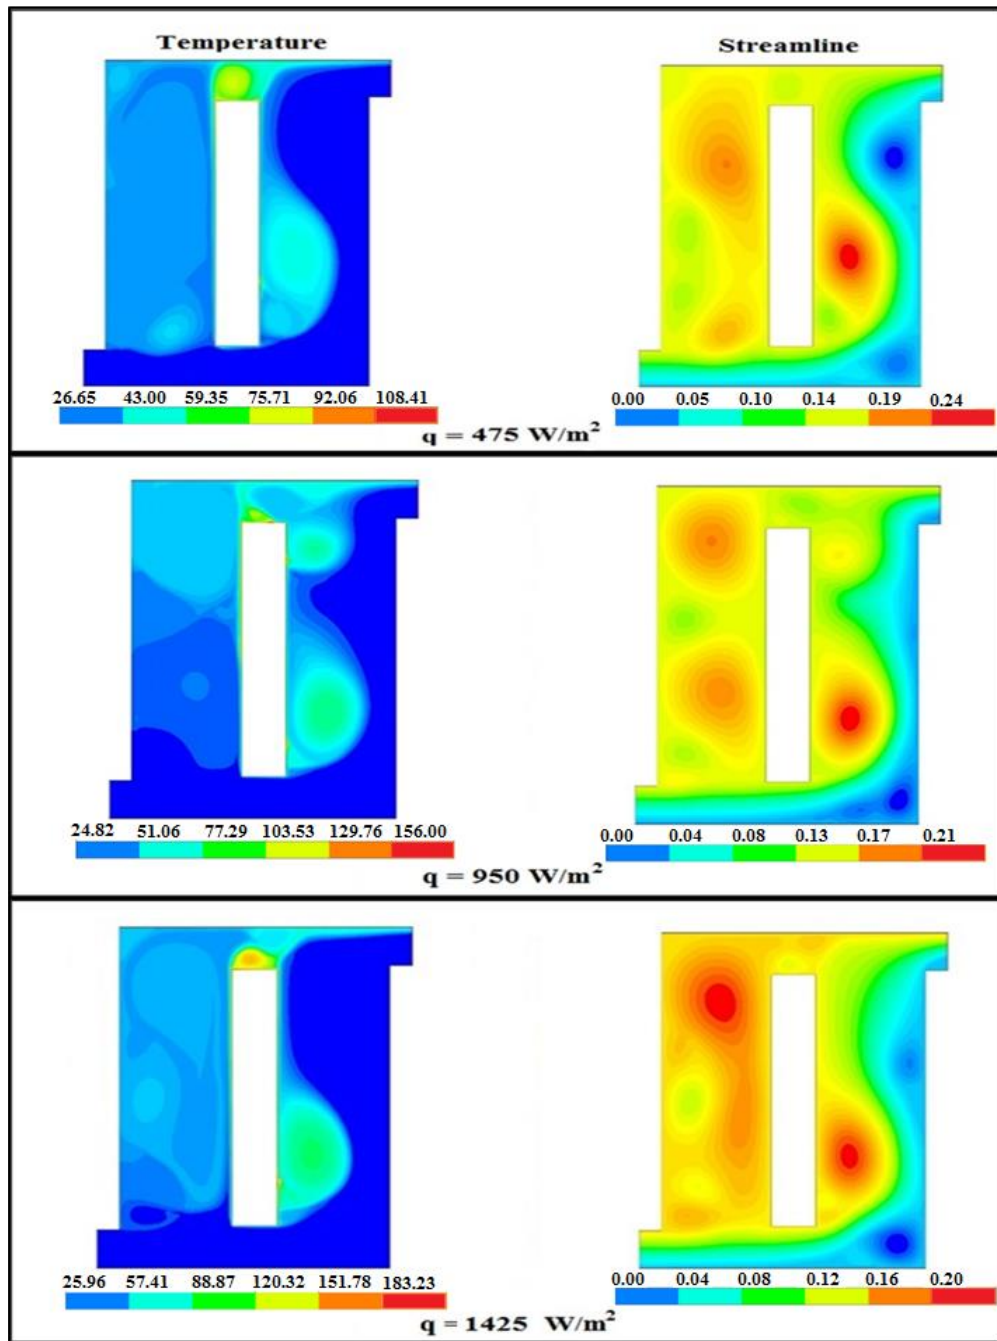 Temperature Streamline
26.65 43.00 59.35 75.71 92.06 108.41 0.00 0.05 0.10 0.14 0.19 0.24
q = 475 W/m²
24.82 51.06 77.29 103.53 129.76 156.00 0.00 0.04 0.08 0.13 0.17 0.21
q = 950 W/m²
25.96 57.41 88.87 120.32 151.78 183.23 0.00 0.04 0.08 0.12 0.16 0.20
q = 1425 W/m²